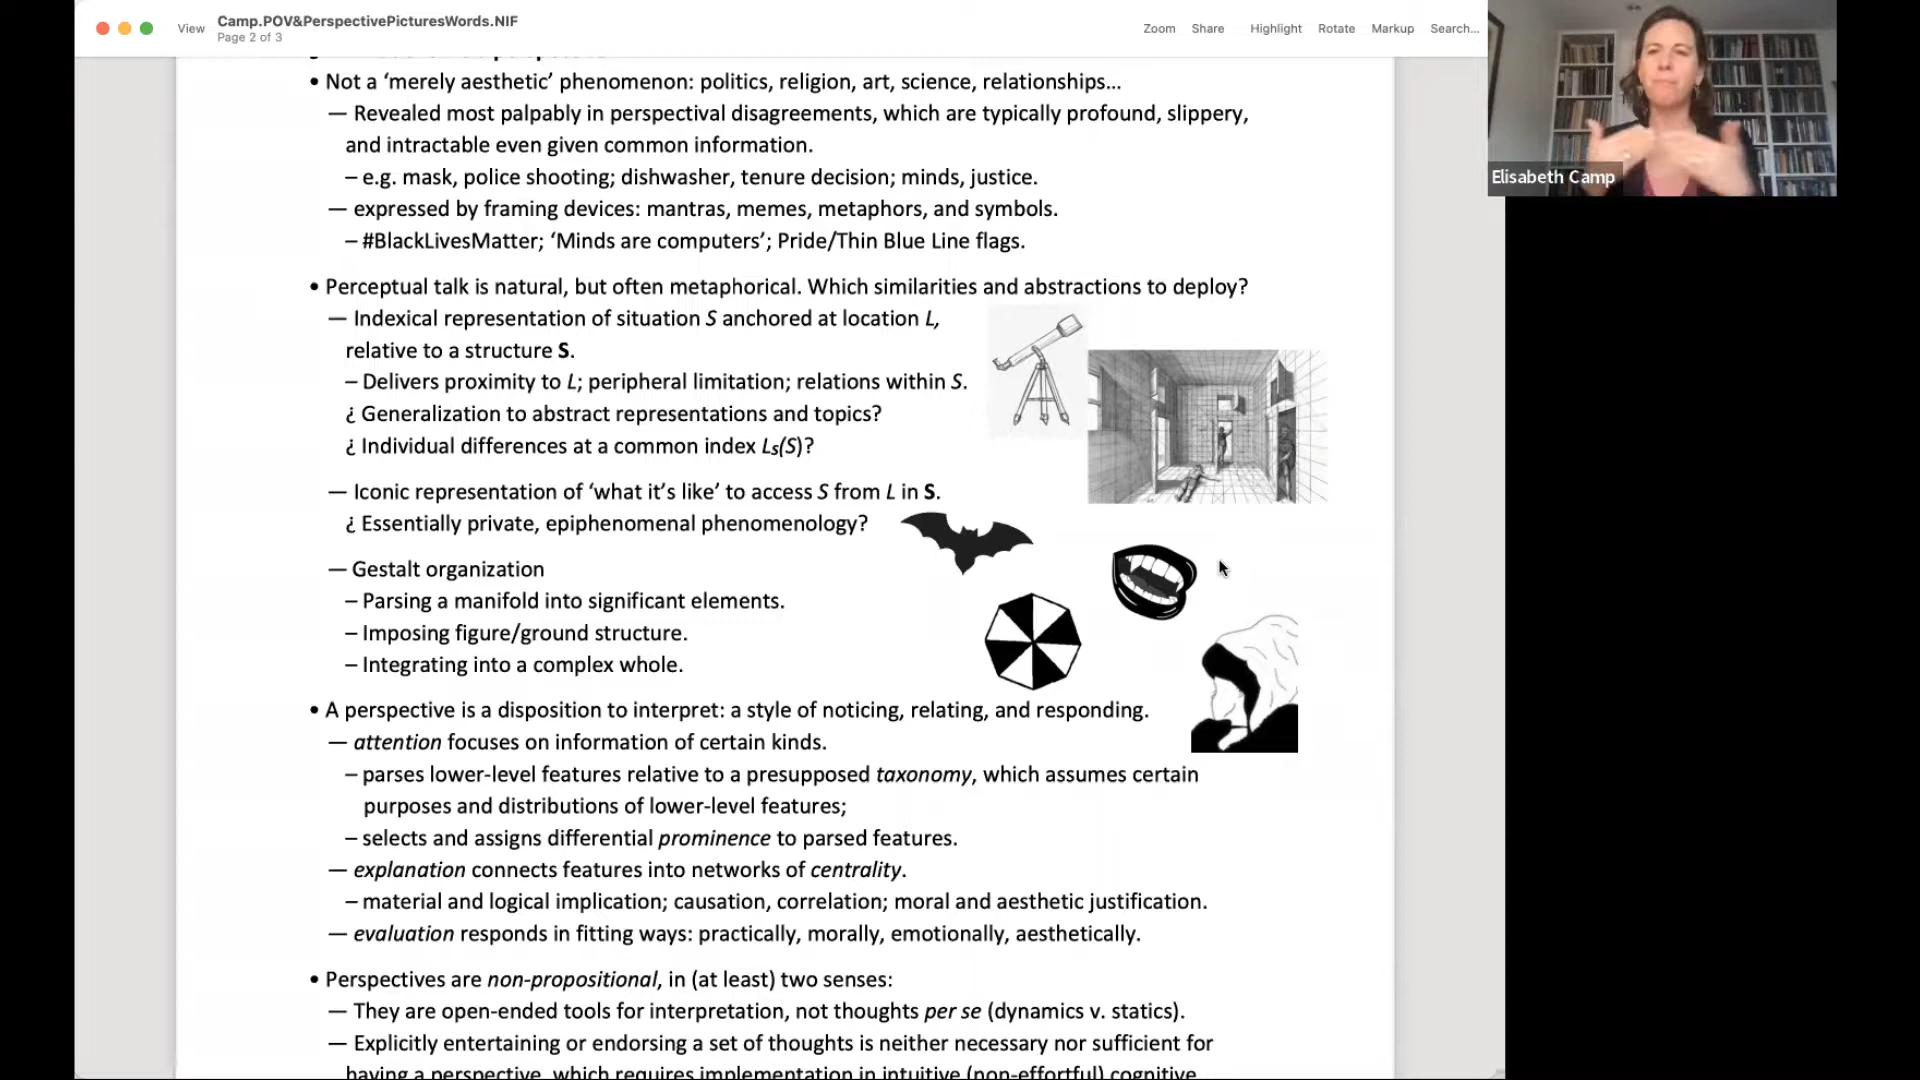 Camp.POV&PerspectivePicturesWords.NIF
Page 2 of 3
View
Zoom Share Highlight Rotate Markup Search...
• Not a ‘merely aesthetic’ phenomenon: politics, religion, art, science, relationships…
— Revealed most palpably in perspectival disagreements, which are typically profound, slippery,
and intractable even given common information.
– e.g. mask, police shooting; dishwasher, tenure decision; minds, justice.
— expressed by framing devices: mantras, memes, metaphors, and symbols.
– #BlackLivesMatter; ‘Minds are computers’; Pride/Thin Blue Line flags.
• Perceptual talk is natural, but often metaphorical. Which similarities and abstractions to deploy?
— Indexical representation of situation S anchored at location L,
relative to a structure S.
– Delivers proximity to L; peripheral limitation; relations within S.
¿ Generalization to abstract representations and topics?
¿ Individual differences at a common index Ls(S)?
— Iconic representation of ‘what it’s like’ to access S from L in S.
¿ Essentially private, epiphenomenal phenomenology?
— Gestalt organization
– Parsing a manifold into significant elements.
– Imposing figure/ground structure.
– Integrating into a complex whole.
• A perspective is a disposition to interpret: a style of noticing, relating, and responding.
— attention focuses on information of certain kinds.
– parses lower-level features relative to a presupposed taxonomy, which assumes certain
purposes and distributions of lower-level features;
– selects and assigns differential prominence to parsed features.
— explanation connects features into networks of centrality.
– material and logical implication; causation, correlation; moral and aesthetic justification.
— evaluation responds in fitting ways: practically, morally, emotionally, aesthetically.
• Perspectives are non-propositional, in (at least) two senses:
— They are open-ended tools for interpretation, not thoughts per se (dynamics v. statics).
— Explicitly entertaining or endorsing a set of thoughts is neither necessary nor sufficient for
having a perspective, which requires implementation in intuitive (non-effortful) cognitive
Elisabeth Camp